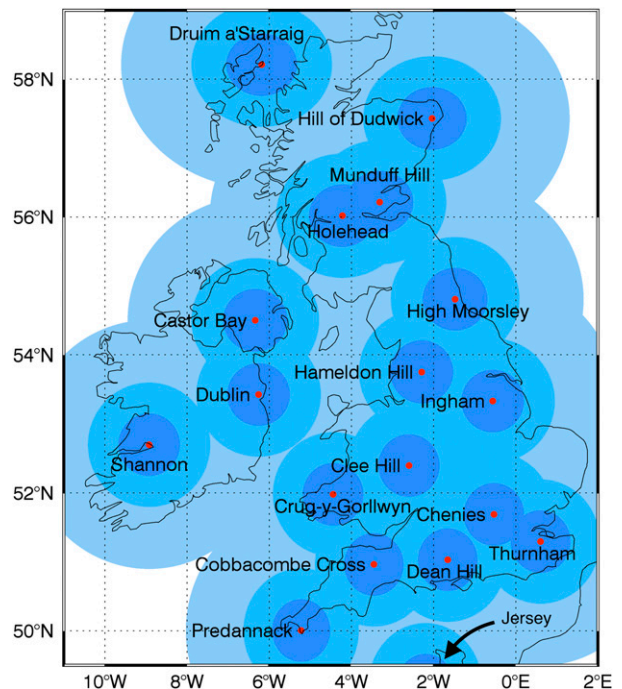 Druim a'Starraig
58°N
Hill of Dudwick
Munduff Hill
56°N
Holehead
High Moorsley
Castor Bay
54°N
Hameldon Hill
Dublin
Ingham
Shannon
Clee Hill
52°N
Crug-y-Gorllwyn
Chenies
Thurnham
Cobbacombe Cross
Dean Hill
Jersey
50°N
Predannack
10°W 8°W 6°W 4°W 2°W 0°E 2°E